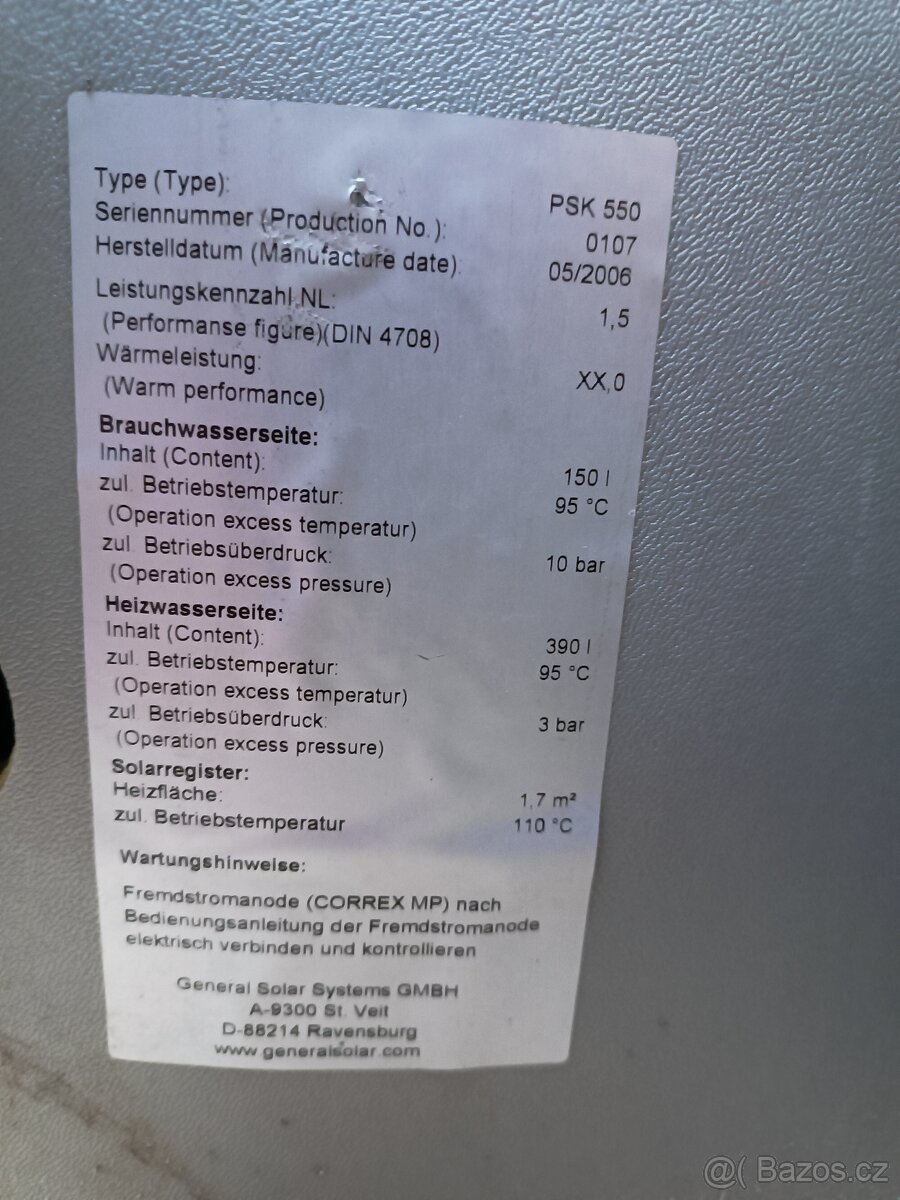 Type (Type): PSK 550
Seriennummer (Production No.): 0107
Herstelldatum (Manufacture date): 05/2006
Leistungskennzahl NL: 1,5
(Performanse figure)(DIN 4708)
Wärmeleistung: XX,0
(Warm performance)
Brauchwasserseite:
Inhalt (Content): 150 l
zul. Betriebstemperatur: 95 °C
(Operation excess temperatur)
zul. Betriebsüberdruck: 10 bar
(Operation excess pressure)
Heizwasserseite:
Inhalt (Content): 390 l
zul. Betriebstemperatur: 95 °C
(Operation excess temperatur)
zul. Betriebsüberdruck: 3 bar
(Operation excess pressure)
Solarregister:
Heizfläche: 1,7 m²
zul. Betriebstemperatur 110 °C
Wartungshinweise:
Fremdstromanode (CORREX MP) nach
Bedienungsanleitung der Fremdstromanode
elektrisch verbinden und kontrollieren
General Solar Systems GMBH
A-9300 St. Veit
D-88214 Ravensburg
www.generalsolar.com
@( Bazos.cz